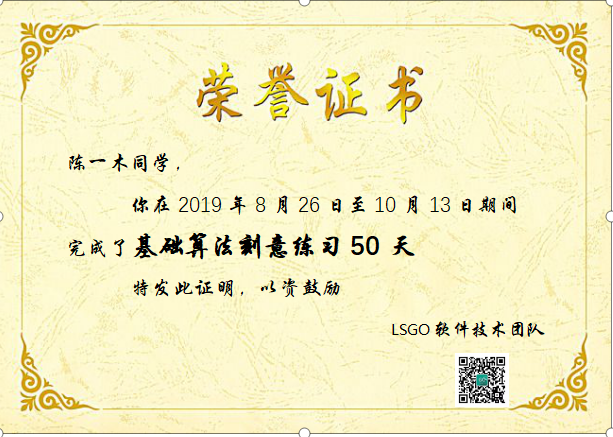 荣誉证书
陈一木同学，
你在 2019 年 8 月 26 日至 10 月 13 日期间
完成了基础算法刻意练习 50 天
特发此证明，以资鼓励
LSGO 软件技术团队